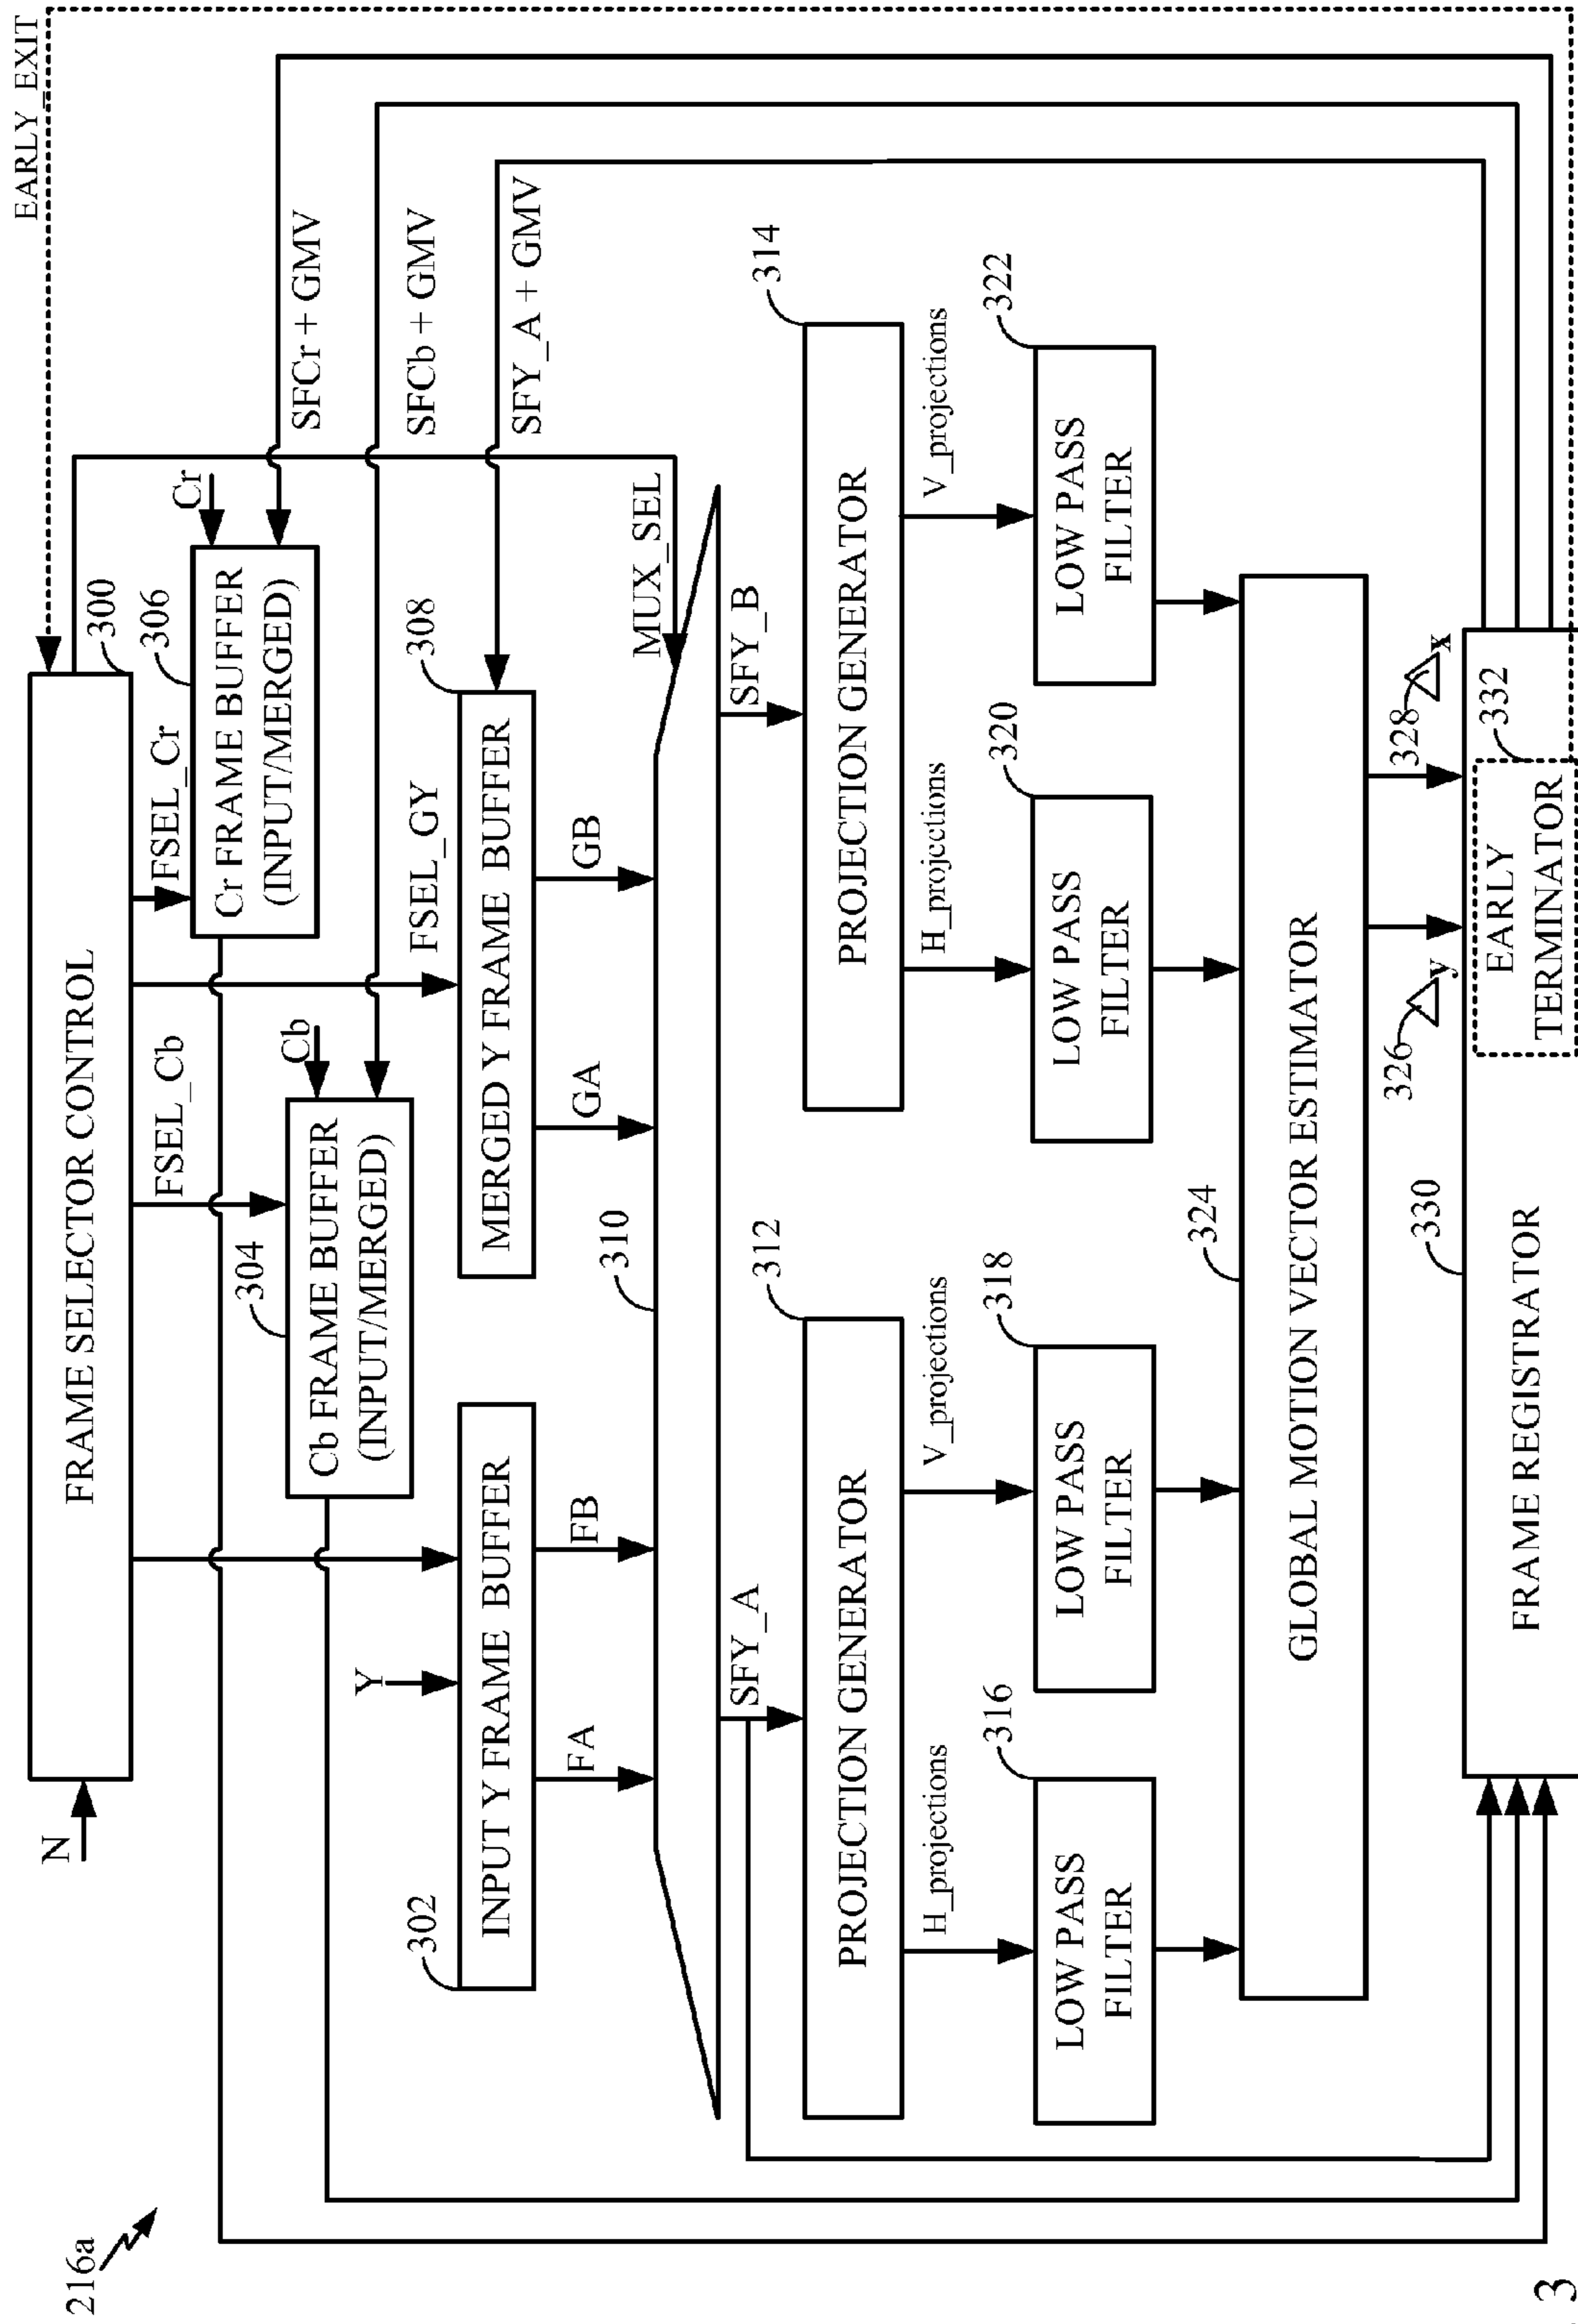 216a
EARLY_EXIT
N
FRAME SELECTOR CONTROL
300
FSEL_Cb
FSEL_Cr
306
Cr
Cr FRAME BUFFER
(INPUT/MERGED)
SFCr + GMV
304
Cb
Cb FRAME BUFFER
(INPUT/MERGED)
SFCb + GMV
302
Y
INPUT Y FRAME BUFFER
FSEL_GY
308
MERGED Y FRAME BUFFER
SFY_A + GMV
FA
FB
GA
GB
310
MUX_SEL
SFY_A
SFY_B
312
PROJECTION GENERATOR
314
PROJECTION GENERATOR
H_projections
V_projections
H_projections
V_projections
316
LOW PASS
FILTER
318
LOW PASS
FILTER
320
LOW PASS
FILTER
322
LOW PASS
FILTER
324
GLOBAL MOTION VECTOR ESTIMATOR
326
△y
328
△x
330
FRAME REGISTRATOR
332
EARLY
TERMINATOR
3